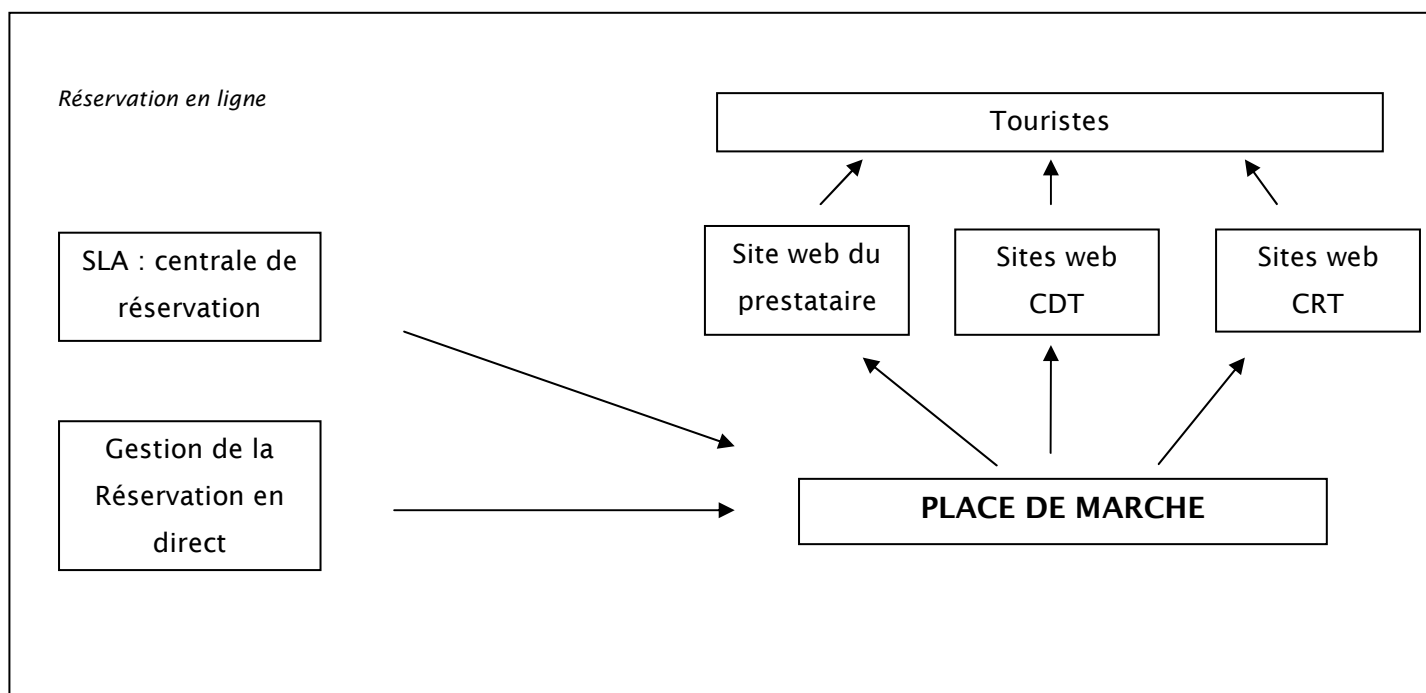 Réservation en ligne
Touristes
SLA : centrale de
réservation
Site web du
prestataire
Sites web
CDT
Sites web
CRT
Gestion de la
Réservation en
direct
PLACE DE MARCHE